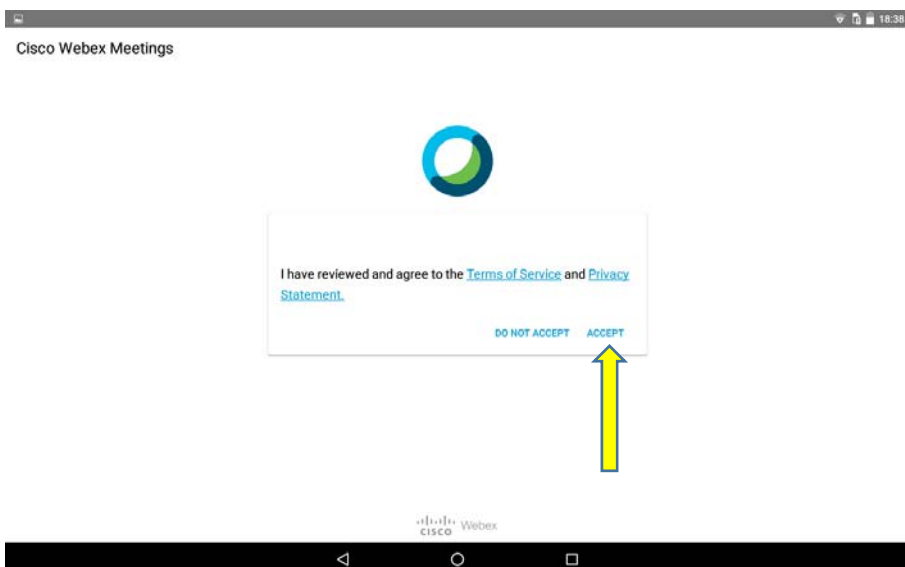 18:38
Cisco Webex Meetings
I have reviewed and agree to the Terms of Service and Privacy
Statement.
DO NOT ACCEPT ACCEPT
CISCO Webex